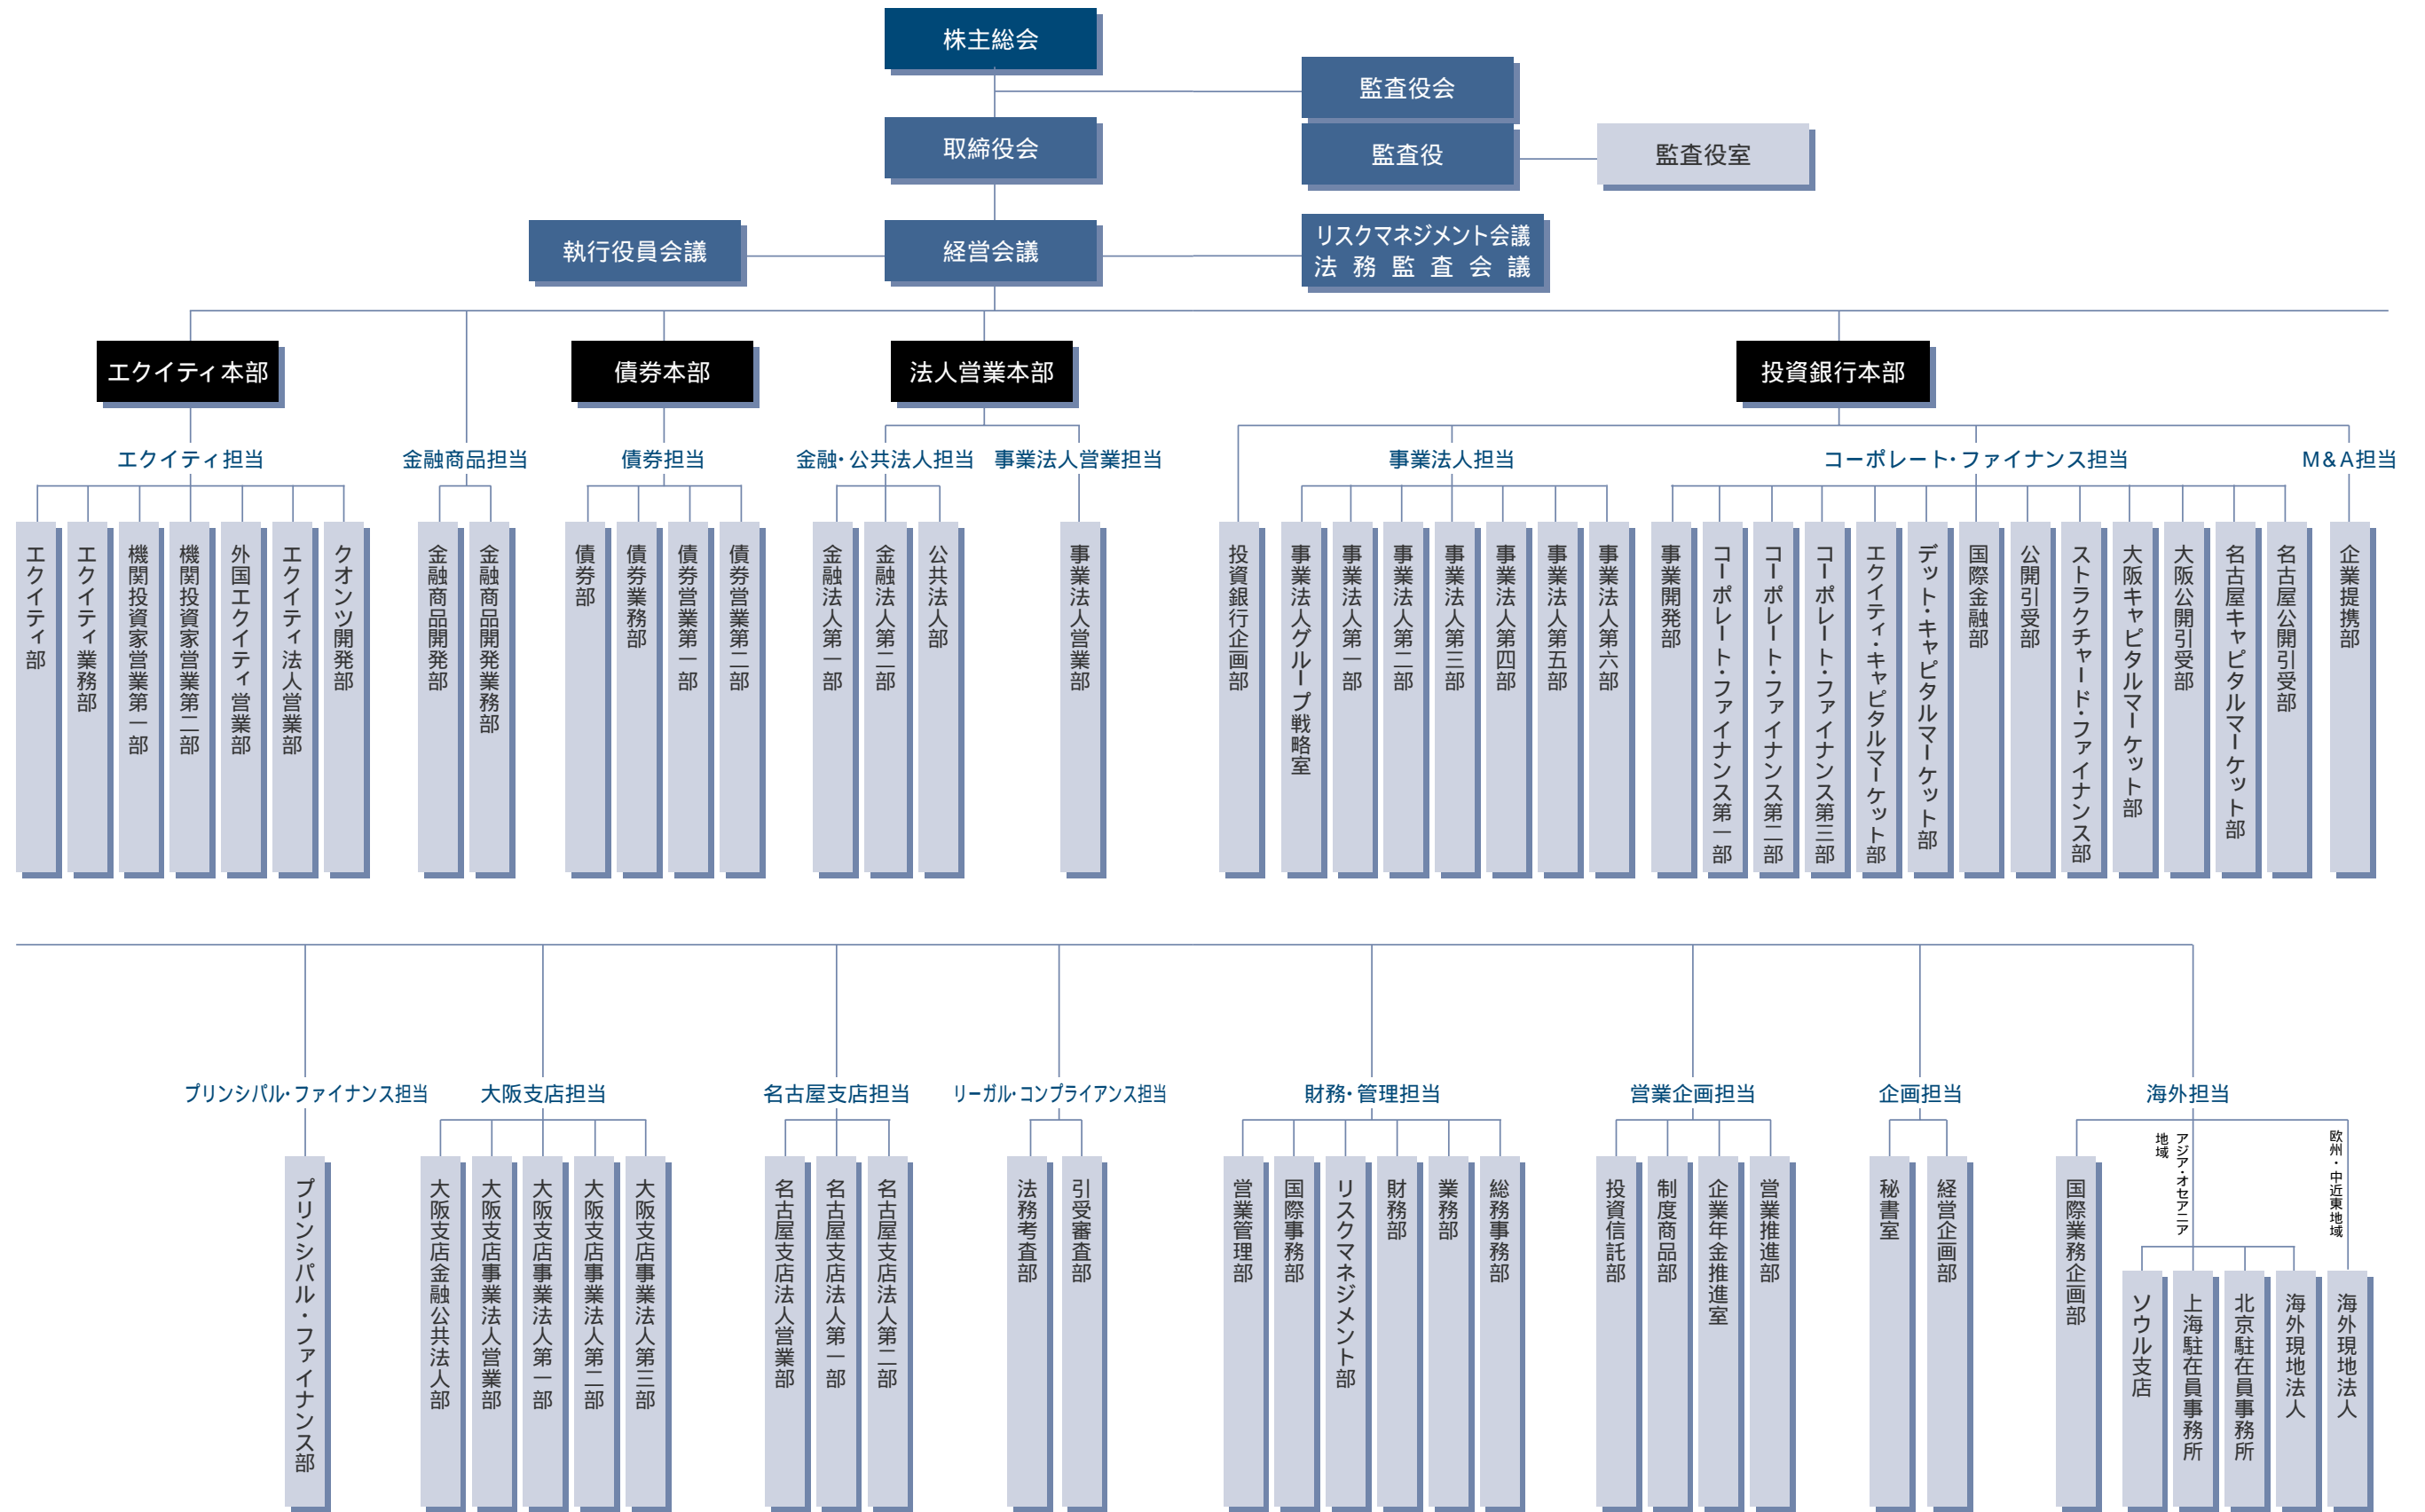 株主総会
監査役会
取締役会
監査役
監査役室
執行役員会議
経営会議
リスクマネジメント会議
法務監査会議
エクイティ本部
債券本部
法人営業本部
投資銀行本部
エクイティ担当
金融商品担当
債券担当
金融・公共法人担当
事業法人営業担当
事業法人担当
コーポレート・ファイナンス担当
M&A担当
エクイティ部
エクイティ業務部
機関投資家営業第一部
機関投資家営業第二部
外国エクイティ営業部
エクイティ法人営業部
クオンツ開発部
金融商品開発部
金融商品開発業務部
債券部
債券業務部
債券営業第一部
債券営業第二部
金融法人第一部
金融法人第二部
公共法人部
事業法人営業部
投資銀行企画部
事業法人グループ戦略室
事業法人第一部
事業法人第二部
事業法人第三部
事業法人第四部
事業法人第五部
事業法人第六部
事業開発部
コーポレート・ファイナンス第一部
コーポレート・ファイナンス第二部
コーポレート・ファイナンス第三部
エクイティ・キャピタルマーケット部
デット・キャピタルマーケット部
国際金融部
公開引受部
ストラクチャード・ファイナンス部
大阪キャピタルマーケット部
大阪公開引受部
名古屋キャピタルマーケット部
名古屋公開引受部
企業提携部
プリンシパル・ファイナンス担当
大阪支店担当
名古屋支店担当
リーガル・コンプライアンス担当
財務・管理担当
営業企画担当
企画担当
海外担当
アジア・オセアニア
地域
欧州・中近東地域
プリンシパル・ファイナンス部
大阪支店金融公共法人部
大阪支店事業法人営業部
大阪支店事業法人第一部
大阪支店事業法人第二部
大阪支店事業法人第三部
名古屋支店法人営業部
名古屋支店法人第一部
名古屋支店法人第二部
法務考査部
引受審査部
営業管理部
国際事務部
リスクマネジメント部
財務部
業務部
総務事務部
投資信託部
制度商品部
企業年金推進室
営業推進部
秘書室
経営企画部
国際業務企画部
ソウル支店
上海駐在員事務所
北京駐在員事務所
海外現地法人
海外現地法人